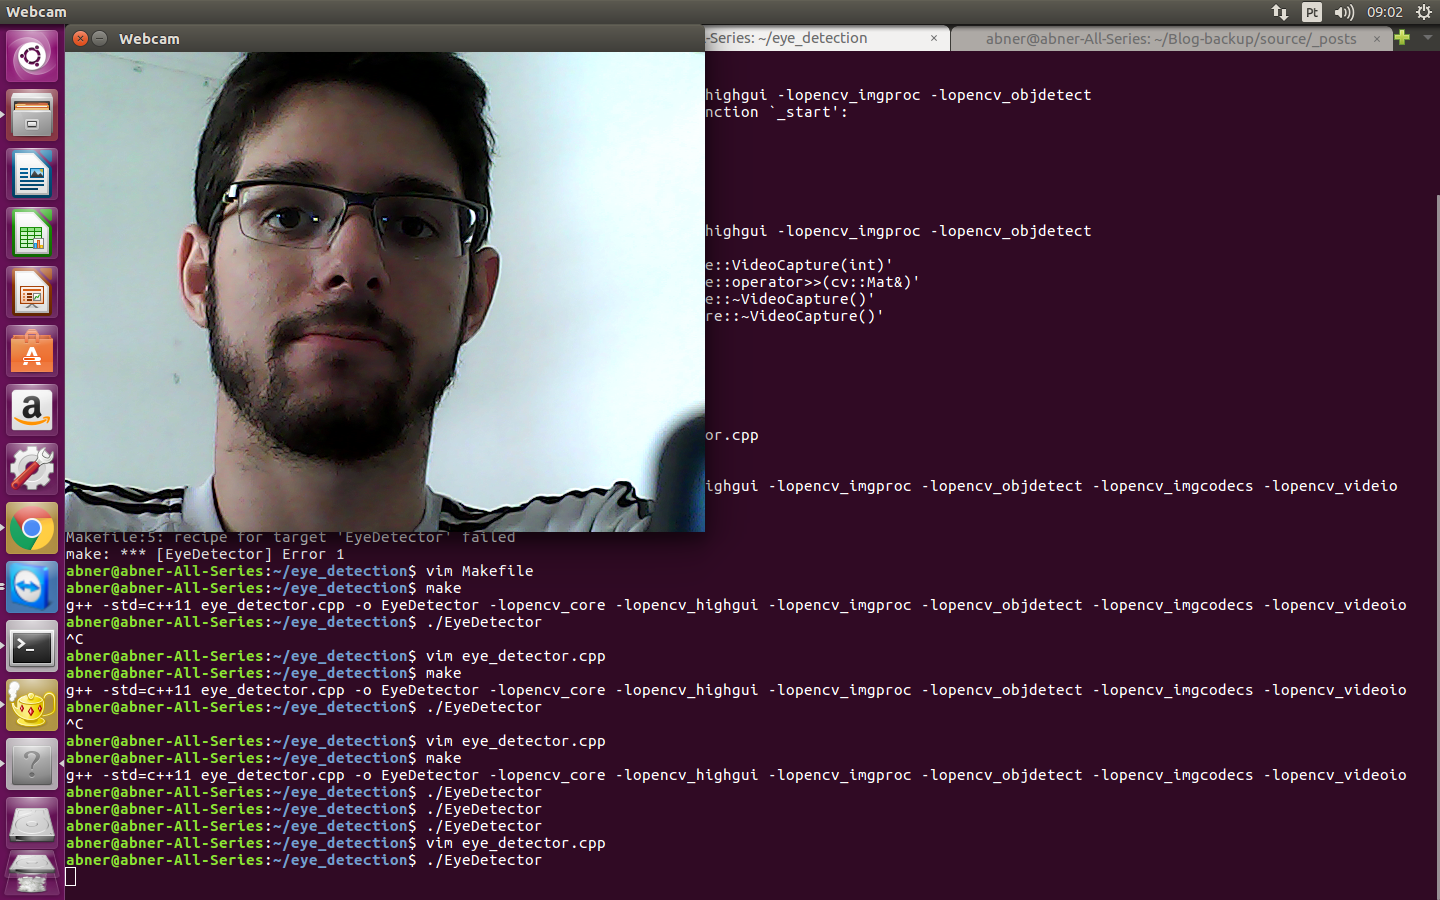 Webcam
Pt
09:02
Webcam
-Series: ~/eye_detection
×
abner@abner-All-Series: ~/Blog-backup/source/_posts
×
highgui -lopencv_imgproc -lopencv_objdetect
nction `_start':
highgui -lopencv_imgproc -lopencv_objdetect
e::VideoCapture(int)'
e::operator>>(cv::Mat&)'
e::~VideoCapture()'
re::~VideoCapture()'
or.cpp
ighgui -lopencv_imgproc -lopencv_objdetect -lopencv_imgcodecs -lopencv_videio
Makefile:5: recipe for target 'EyeDetector' failed
make: *** [EyeDetector] Error 1
abner@abner-All-Series:~/eye_detection$ vim Makefile
abner@abner-All-Series:~/eye_detection$ make
g++ -std=c++11 eye_detector.cpp -o EyeDetector -lopencv_core -lopencv_highgui -lopencv_imgproc -lopencv_objdetect -lopencv_imgcodecs -lopencv_videoio
abner@abner-All-Series:~/eye_detection$ ./EyeDetector
^C
abner@abner-All-Series:~/eye_detection$ vim eye_detector.cpp
abner@abner-All-Series:~/eye_detection$ make
g++ -std=c++11 eye_detector.cpp -o EyeDetector -lopencv_core -lopencv_highgui -lopencv_imgproc -lopencv_objdetect -lopencv_imgcodecs -lopencv_videoio
abner@abner-All-Series:~/eye_detection$ ./EyeDetector
^C
abner@abner-All-Series:~/eye_detection$ vim eye_detector.cpp
abner@abner-All-Series:~/eye_detection$ make
g++ -std=c++11 eye_detector.cpp -o EyeDetector -lopencv_core -lopencv_highgui -lopencv_imgproc -lopencv_objdetect -lopencv_imgcodecs -lopencv_videoio
abner@abner-All-Series:~/eye_detection$ ./EyeDetector
abner@abner-All-Series:~/eye_detection$ ./EyeDetector
abner@abner-All-Series:~/eye_detection$ ./EyeDetector
abner@abner-All-Series:~/eye_detection$ vim eye_detector.cpp
abner@abner-All-Series:~/eye_detection$ ./EyeDetector